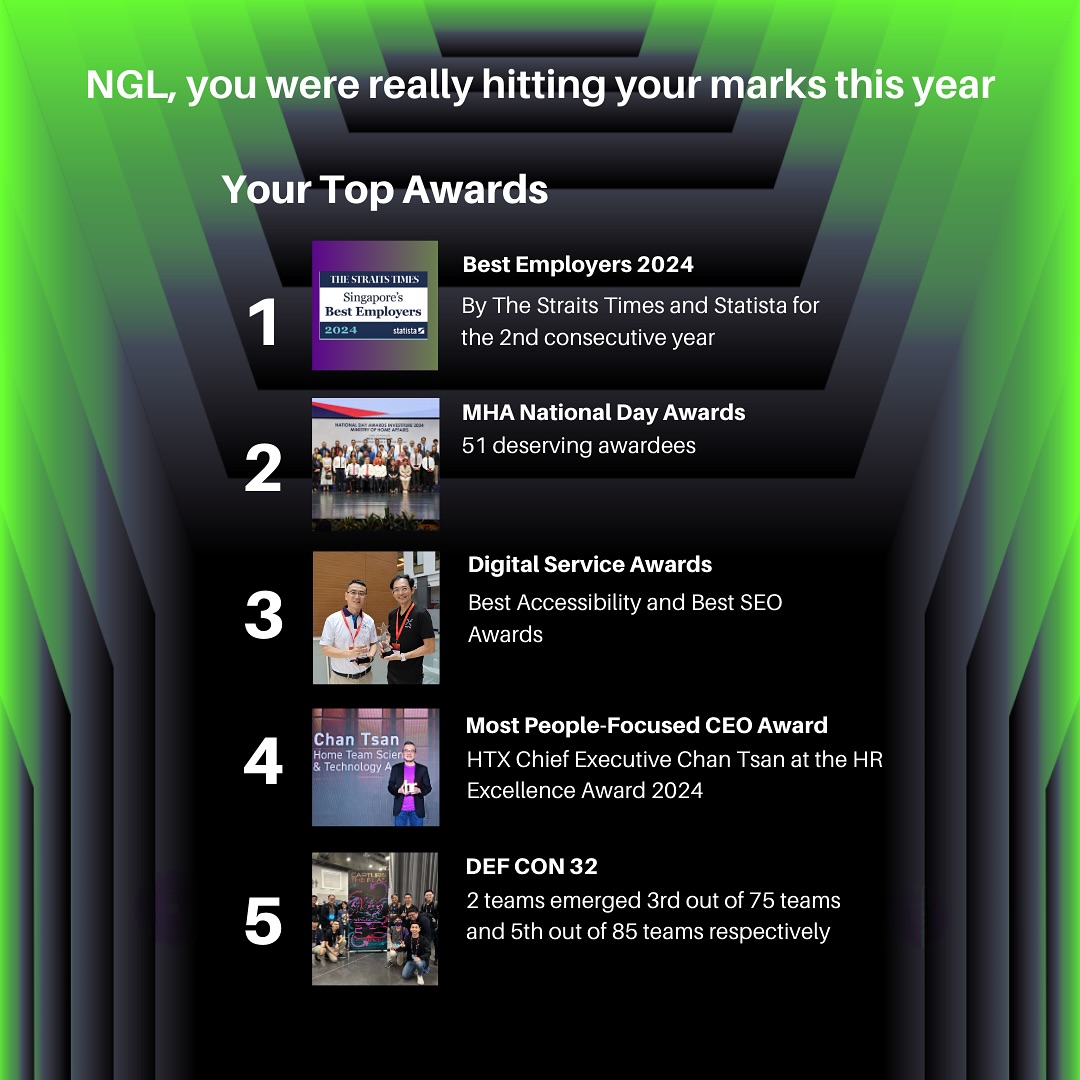 NGL, you were really hitting your marks this year
Your Top Awards
1
THE STRAITS TIMES
Singapore's
Best Employers
2024
statista
Best Employers 2024
By The Straits Times and Statista for
the 2nd consecutive year
2
NATIONAL DAY AWARDS INVESTITURE 2024
MINISTRY OF HOME AFFAIRS
MHA National Day Awards
51 deserving awardees
3
Digital Service Awards
Best Accessibility and Best SEO
Awards
4
Chan Tsan
Home Team Scien
& Technology A
hr
Most People-Focused CEO Award
HTX Chief Executive Chan Tsan at the HR
Excellence Award 2024
5
CAPTURE
THE FLAG
DEF CON 32
2 teams emerged 3rd out of 75 teams
and 5th out of 85 teams respectively